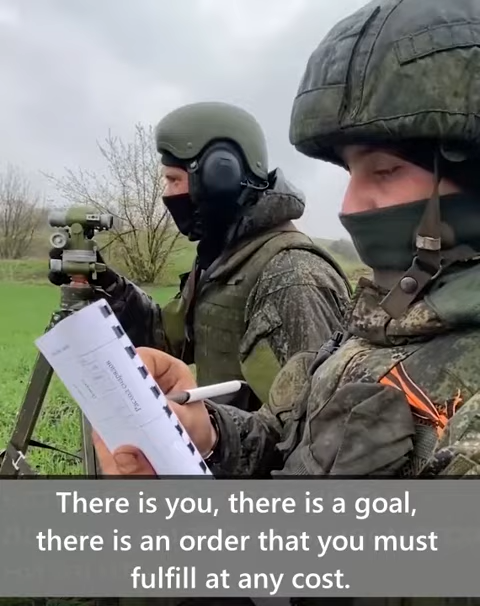 There is you, there is a goal,
there is an order that you must
fulfill at any cost.